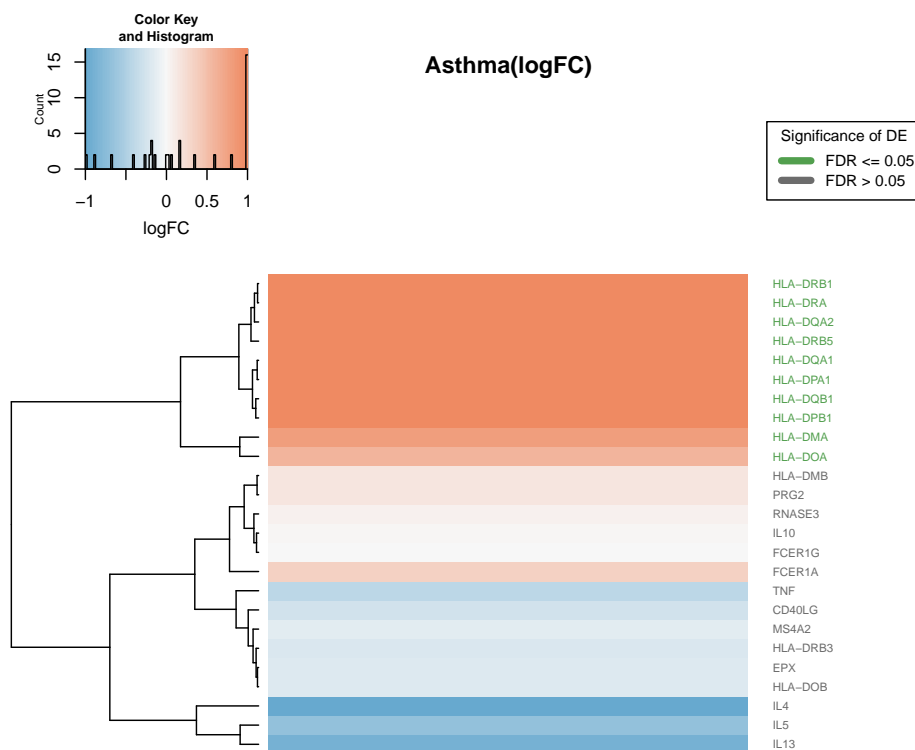 Color Key
and Histogram
Count
0
5
10
15
−1
0
0.5
1
logFC
Asthma(logFC)
Significance of DE
FDR <= 0.05
FDR > 0.05
HLA−DRB1
HLA−DRA
HLA−DQA2
HLA−DRB5
HLA−DQA1
HLA−DPA1
HLA−DQB1
HLA−DPB1
HLA−DMA
HLA−DOA
HLA−DMB
PRG2
RNASE3
IL10
FCER1G
FCER1A
TNF
CD40LG
MS4A2
HLA−DRB3
EPX
HLA−DOB
IL4
IL5
IL13